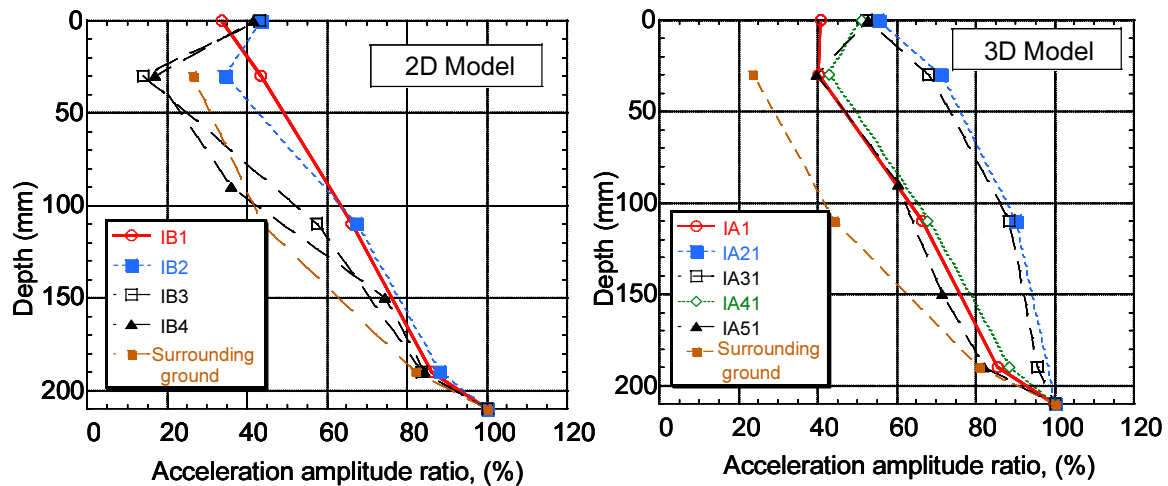 0
50
100
150
200
Depth (mm)
2D Model
IB1
IB2
IB3
IB4
Surrounding
ground
0 20 40 60 80 100 120
Acceleration amplitude ratio, (%)
0
50
100
150
200
Depth (mm)
3D Model
IA1
IA21
IA31
IA41
IA51
Surrounding
ground
0 20 40 60 80 100 120
Acceleration amplitude ratio, (%)